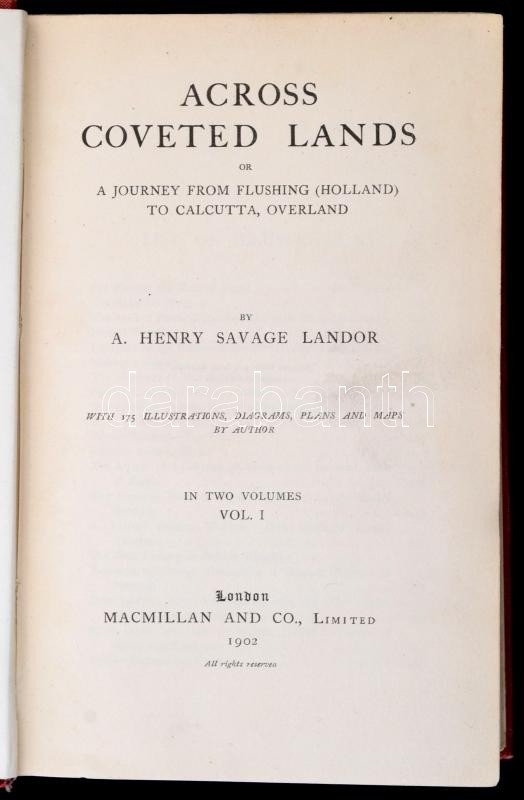 ACROSS
COVETED LANDS
OR
A JOURNEY FROM FLUSHING (HOLLAND)
TO CALCUTTA, OVERLAND
BY
A. HENRY SAVAGE LANDOR
darabanth
WITH 175 ILLUSTRATIONS, DIAGRAMS, PLANS AND MAPS
BY AUTHOR
IN TWO VOLUMES
VOL. I
London
MACMILLAN AND CO., LIMITED
1902
All rights reserved